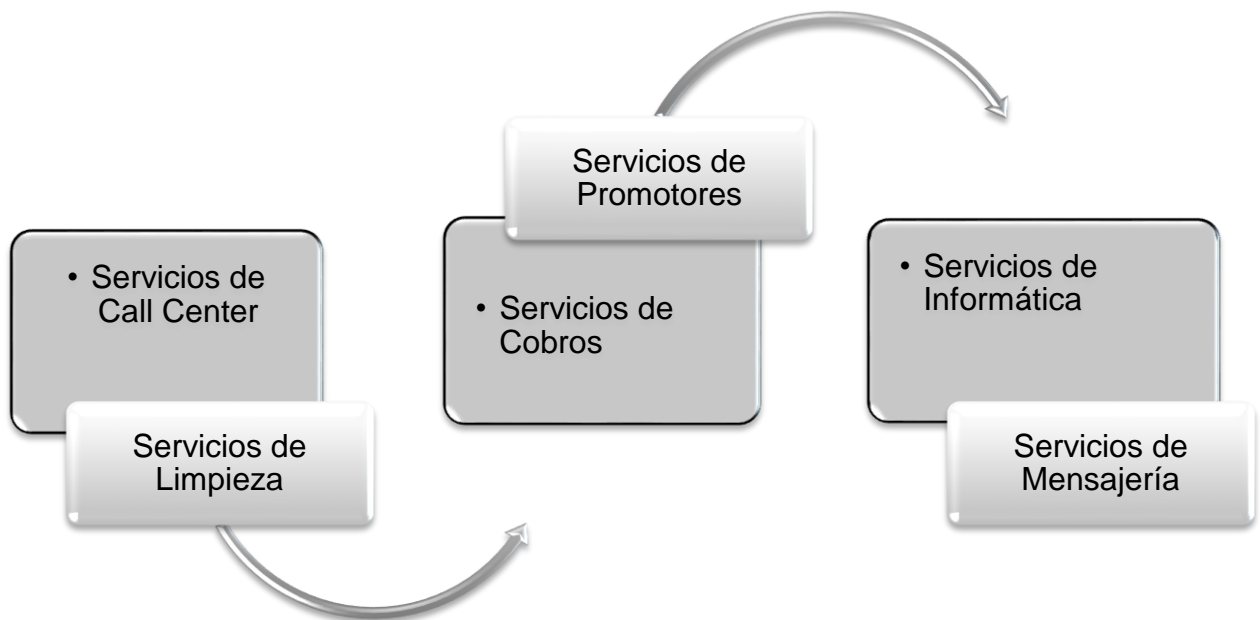 • Servicios de
Call Center
Servicios de
Limpieza
Servicios de
Promotores
• Servicios de
Cobros
• Servicios de
Informática
Servicios de
Mensajería